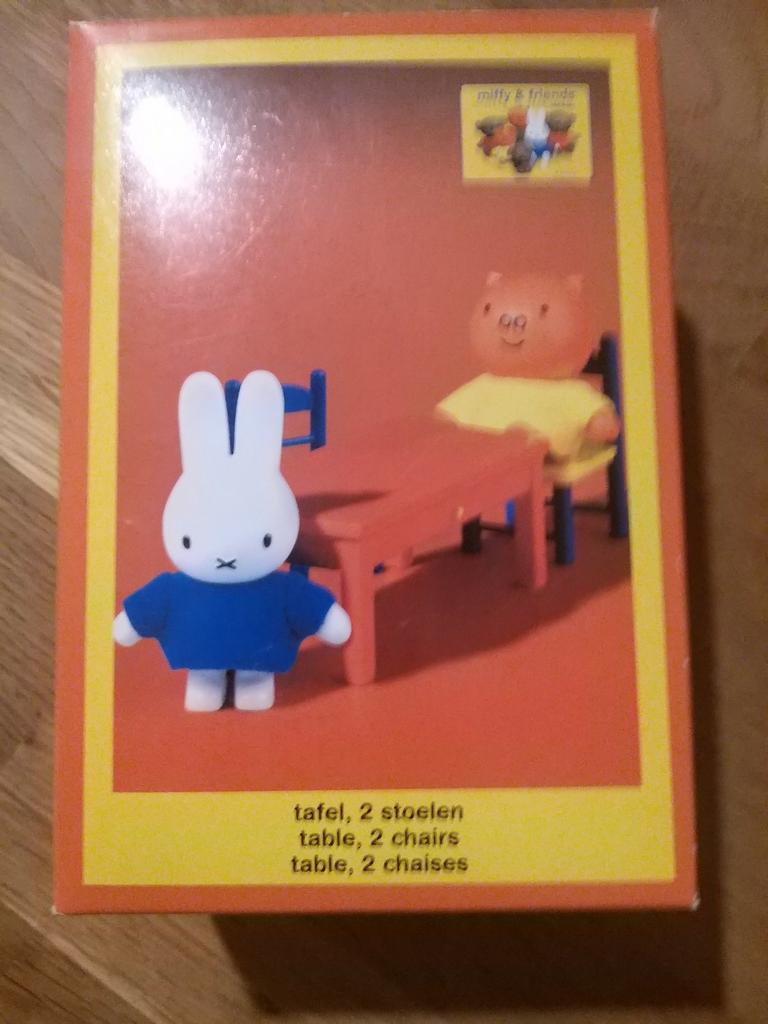 miffy & friends
tafel, 2 stoelen
table, 2 chairs
table, 2 chaises